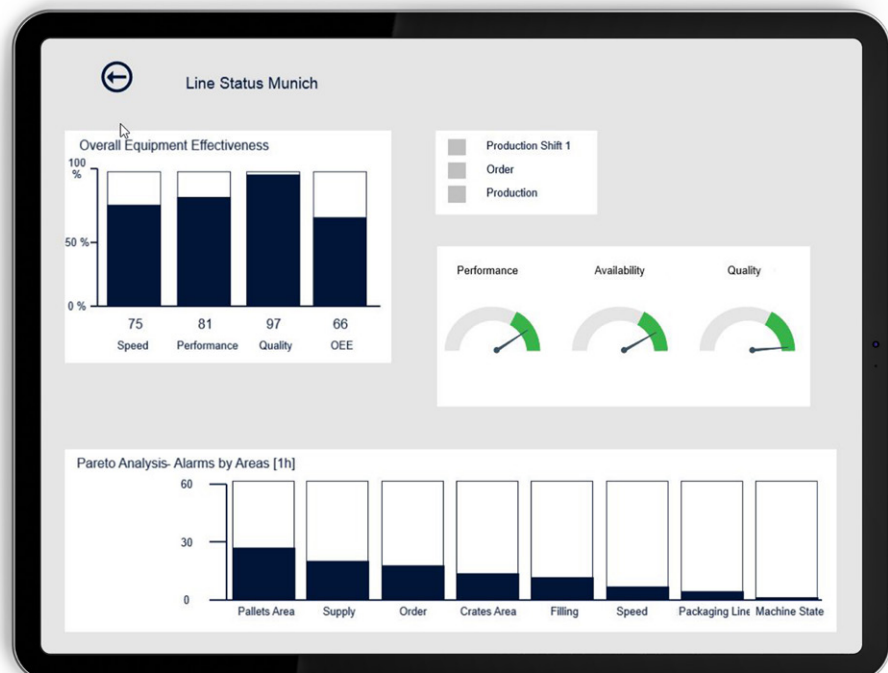 Line Status Munich
Overall Equipment Effectiveness
100
%
50 %
0 %
75 81 97 66
Speed Performance Quality OEE
Production Shift 1
Order
Production
Performance Availability Quality
Pareto Analysis- Alarms by Areas [1h]
60
30
0
Pallets Area Supply Order Crates Area Filling Speed Packaging Line Machine State